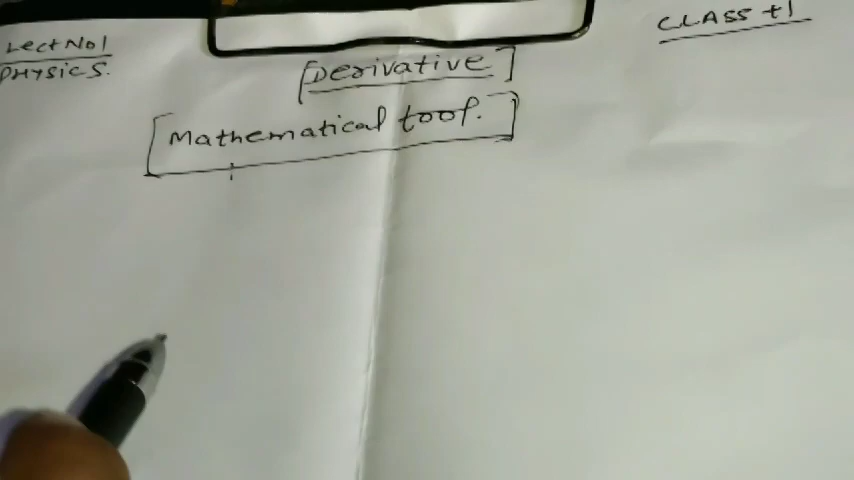 Lect No1
PHYSICS.
CLASS +1
[Derivative]
[Mathematical tool.]